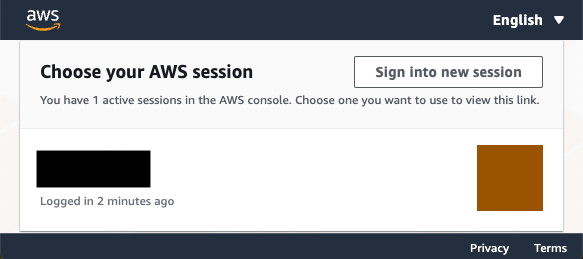 aws
English
Choose your AWS session
Sign into new session
You have 1 active sessions in the AWS console. Choose one you want to use to view this link.
Logged in 2 minutes ago
Privacy Terms